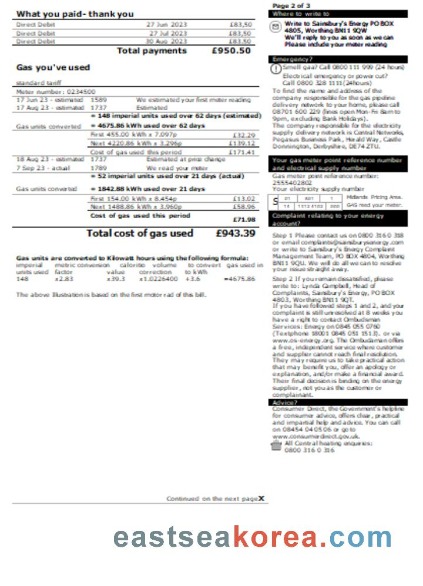 What you paid- thank you
Direct Debit 27 Jun 2023 £83,50
Direct Debit 27 Jul 2023 £83,50
Direct Debit 30 Aug 2023 £83,50
Total payments £950.50
Gas you'we used
standard tariff
Meter number: 0234500
17 Jun 23 - estimated 1589 We eyestimated your first meter reading
17 Aug 23 - estimated 1737 Estimated
= 148 imperial units used over 62 days (estimated)
Gas units converted = 4675.86 kWh used over 62 days
First 455.00 kWh x 7.097p £32.29
Next 4220.86 kWh x 3.296p £139.12
Cost of gas used this period £171.41
18 Aug 23 - estimated 1737 Estimated at price change
7 Sep 23 - actual 1789 We read your meter
= 52 imperial units used over 21 days (actual)
Gas units converted = 1842.88 kWh used over 21 days
First 154.00 kWh x 8.454p £13.02
Next 1488.86 kWh x 3.960p £58.96
Cost of gas used this period £71.98
Total cost of gas used £943.39
Gas units are converted to Kilowatt hours using the following formula:
imperial metric conversion calorific volume to convert gas used in
units used factor value correction to kWh
148 x2.83 x39.3 x1.0226400 ÷3.6 =4675.86
The above Illustration is based on the first motor rad of this bill.
Continued on the next pageX
Page 2 of 3
Where to write to
Write to Sainsbury's Energy PO BOX
4805, Worthing BN11 9QW
We'll reply to you as soon as we can
Please include your meter reading
Emergency?
Smell gas? Call 0800 111 999 (24 hours)
Electrical emergency or power cut?
Call 0328 1111(24hours)
To find the name and address of the
company responsible for the gas pipeline
delivery network to your home, please call
08701 600 229 (lines open Mon-Fri 8am to
9pm, excluding Bank Holidays).
The company responsible for the electricity
supply delivery network is Central Networks,
Pegasus Business Park, Herald Way, Castle
Donnington, Derbyshire, DE74 2TU.
Your gas meter point reference number
and electrical supply number
Gas meter point reference number:
2555402802
Your electricity supply number
S
Midlands Pricing Area.
GAS read your meter.
Complaint relating to your energy
account?
Step 1 Please contact us on 0800 316 0 318
or email complaints@sainsburysenergy.com
or write to Sainsbury's Energy Complaint
Management Team, PO BOX 4804, Worthing
BN11 9QU. We will do all we can to resolve
your issue straight away.
Step 2 If you remain dissatisfied, please
write to: Lynda Campbell, Head of
Complaints, Sainsbury's Energy, PO BOX
4803, Worthing BN11 9QT.
If you have followed steps 1 and 2, and your
complaint is still unresolved at 8 weeks you
have a right to contact Ombudsman
Services: Energy on 0845 055 0760
(Textphone 18001 0845 051 1513). or via
www.os-energy.org. The Ombudsman offers
a free, independent service where customer
and supplier cannot reach final resolution.
They may require us to take practical action
that may benefit you, offer an apology or
explanation, and/or make a financial award.
Their final decision is binding on the energy
supplier, not you as the customer or
complainant.
Advice?
Consumer Direct, the Government's helpline
for consumer advice, offers clear, practical
and impartial help and advice. You can call
on 08454 04 05 06 or go to
www.consumerdirect.gov.uk.
All Central heating enquiries:
0800 316 0 316
eastseakorea.com